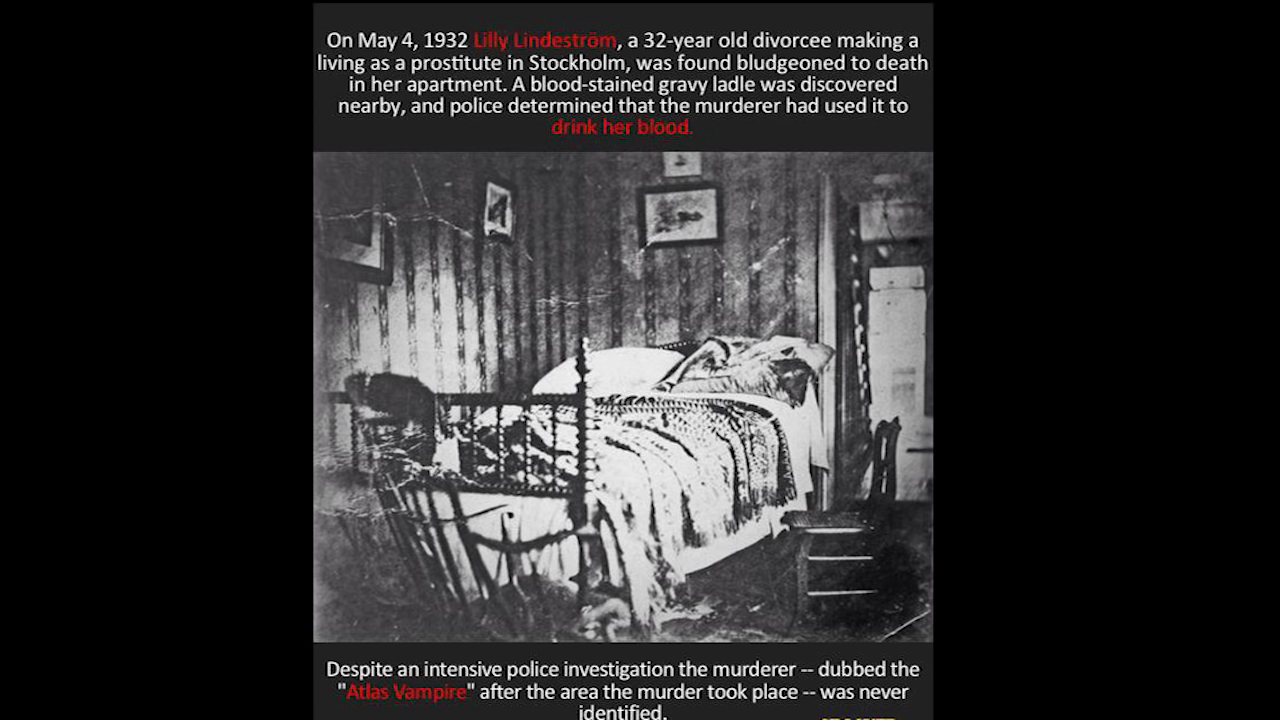 On May 4, 1932 Lilly Lindeström, a 32-year old divorcee making a
living as a prostitute in Stockholm, was found bludgeoned to death
in her apartment. A blood-stained gravy ladle was discovered
nearby, and police determined that the murderer had used it to
drink her blood.
Despite an intensive police investigation the murderer -- dubbed the
"Atlas Vampire" after the area the murder took place -- was never
identified.